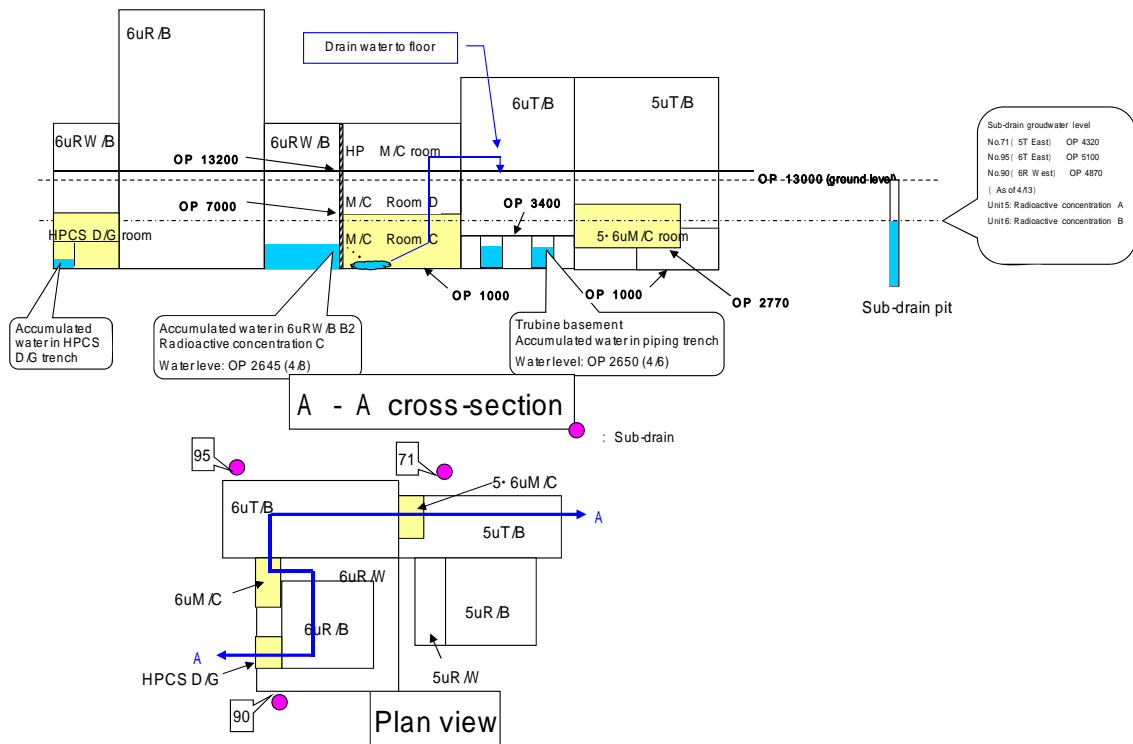 6uR/B
Drain water to floor
6uT/B
5uT/B
6uRW/B
6uRW/B
HP M/C room
OP 13200
OP 13000 (ground level)
OP 7000
M/C Room D
OP 3400
HPCS D/G room
M/C Room C
5・6uM/C room
OP 1000
OP 1000
OP 2770
Sub-drain pit
Sub-drain groudwater level
No.71( 5T East) OP 4320
No.95( 6T East) OP 5100
No.90( 6R West) OP 4870
( As of 4/13)
Unit 5: Radioactive concentration A
Unit 6: Radioactive concentration B
Accumulated
water in HPCS
D/G trench
Accumulated water in 6uRW/B B2
Radioactive concentration C
Water leve: OP 2645 (4/8)
Trubine basement
Accumulated water in piping trench
Water level: OP 2650 (4/6)
A - A cross-section
: Sub-drain
95
71
5・6uM/C
6uT/B
5uT/B
A
6uR/W
6uM/C
6uR/B
5uR/B
A
HPCS D/G
5uR/W
90
Plan view